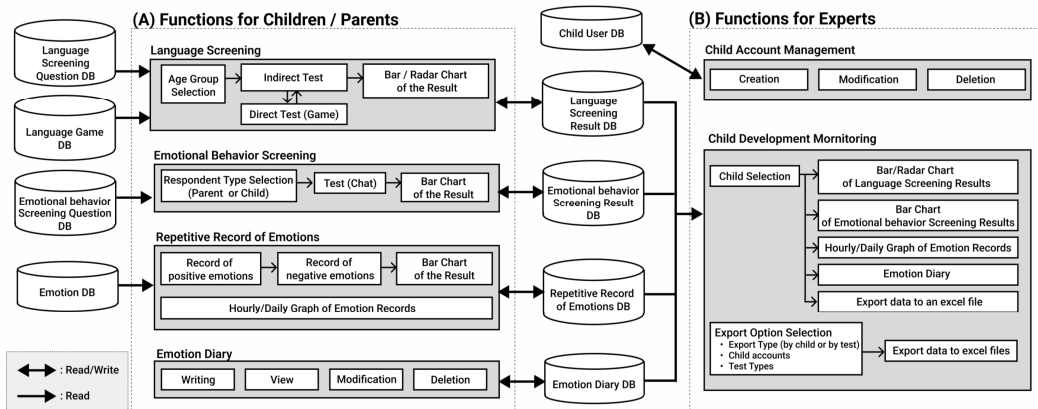 (A) Functions for Children / Parents
(B) Functions for Experts
Language
Screening
Question DB
Language Game
DB
Emotional behavior
Screening Question
DB
Emotion DB
: Read/Write
: Read
Language Screening
Age Group
Selection
Indirect Test
Bar / Radar Chart
of the Result
Direct Test (Game)
Emotional Behavior Screening
Respondent Type Selection
(Parent or Child)
Test (Chat)
Bar Chart
of the Result
Repetitive Record of Emotions
Record of
positive emotions
Record of
negative emotions
Bar Chart
of the Result
Hourly/Daily Graph of Emotion Records
Emotion Diary
Writing
View
Modification
Deletion
Child User DB
Language
Screening
Result DB
Emotional behavior
Screening Result
DB
Repetitive Record
of Emotions DB
Emotion Diary DB
Child Account Management
Creation
Modification
Deletion
Child Development Mornitoring
Child Selection
Bar/Radar Chart
of Language Screening Results
Bar Chart
of Emotional behavior Screening Results
Hourly/Daily Graph of Emotion Records
Emotion Diary
Export data to an excel file
Export Option Selection
• Export Type (by child or by test)
• Child accounts
• Test Types
Export data to excel files